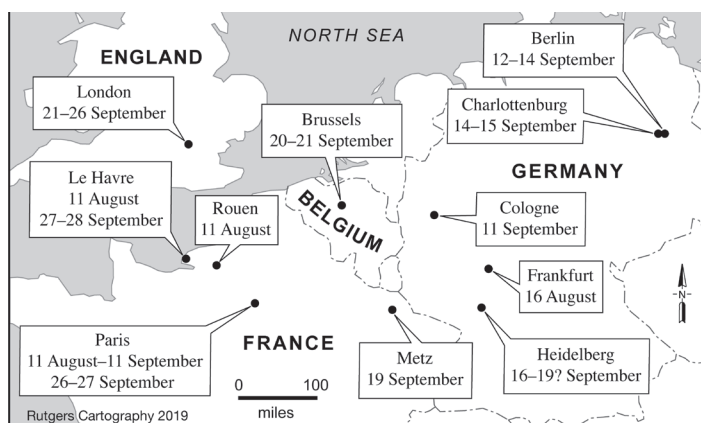 NORTH SEA
ENGLAND
Berlin
12–14 September
London
21–26 September
Charlottenburg
14–15 September
Brussels
20–21 September
GERMANY
Le Havre
11 August
27–28 September
Rouen
11 August
BELGIUM
Cologne
11 September
Frankfurt
16 August
N
Paris
11 August–11 September
26–27 September
FRANCE
Metz
19 September
Heidelberg
16–19? September
0 100
miles
Rutgers Cartography 2019